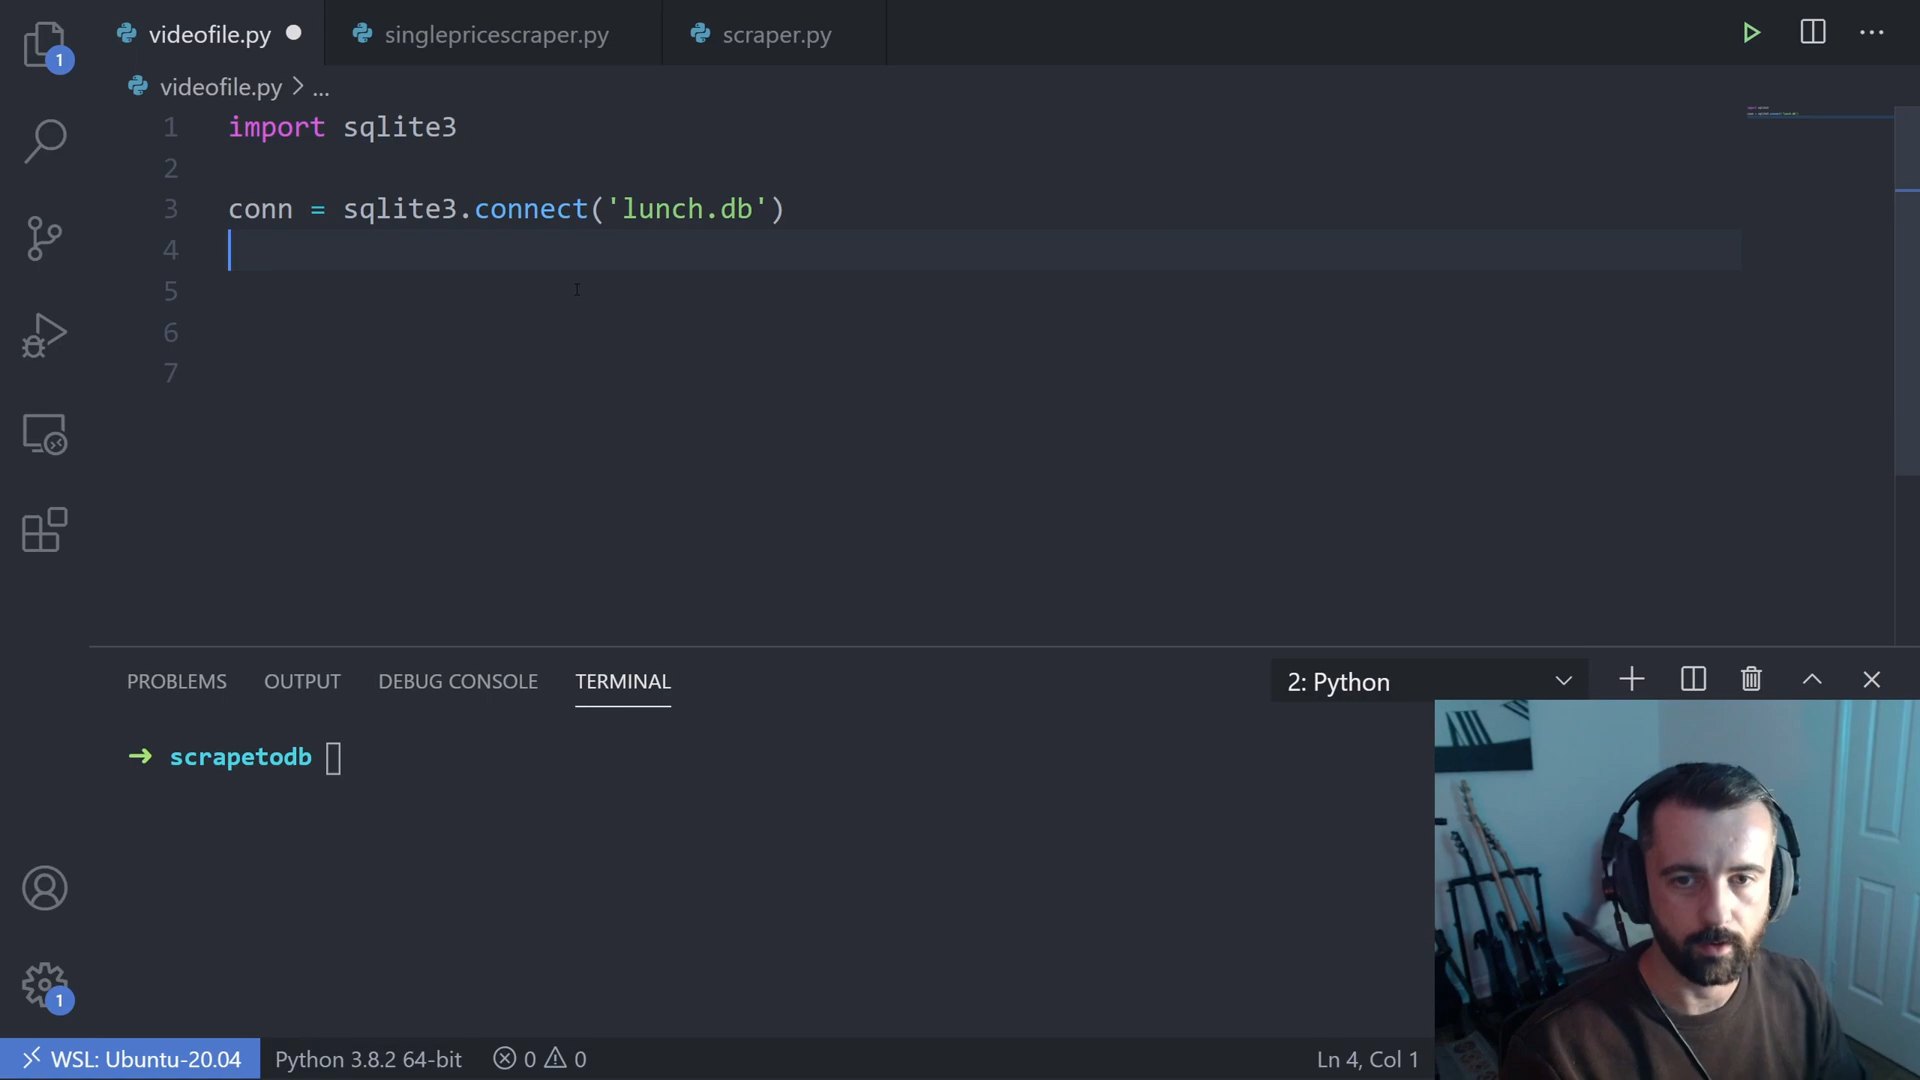 videofile.py
singlepricescraper.py
scraper.py
videofile.py > ...
1 import sqlite3
2
3 conn = sqlite3.connect('lunch.db')
4
5
6
7
1
PROBLEMS OUTPUT DEBUG CONSOLE TERMINAL
2: Python
→ scrapetodb
1
WSL: Ubuntu-20.04 Python 3.8.2 64-bit 0 0 Ln 4, Col 1